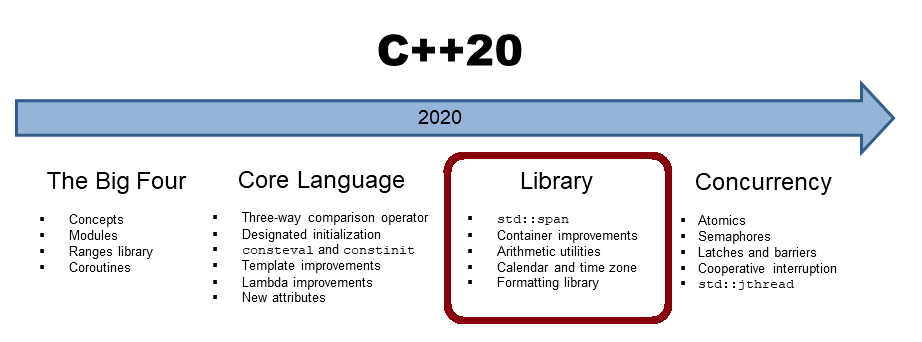 C++20
2020
The Big Four
Concepts
Modules
Ranges library
Coroutines
Core Language
Three-way comparison operator
Designated initialization
consteval and constinit
Template improvements
Lambda improvements
New attributes
Library
std::span
Container improvements
Arithmetic utilities
Calendar and time zone
Formatting library
Concurrency
Atomics
Semaphores
Latches and barriers
Cooperative interruption
std::jthread